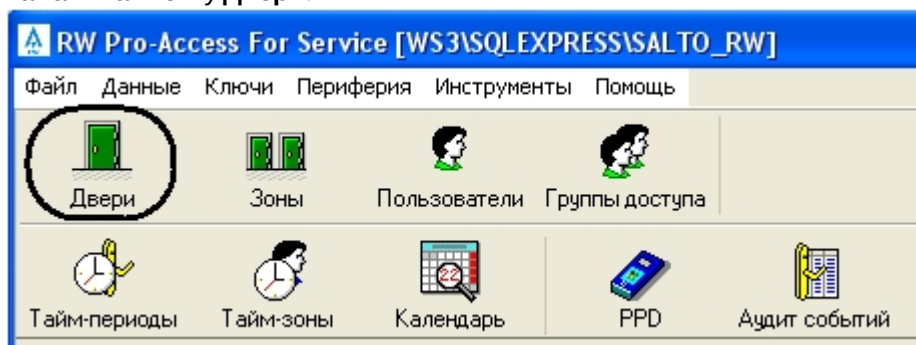 RW Pro-Access For Service [WS3\SQLEXPRESS\SALTO_RW]
Файл Данные Ключи Периферия Инструменты Помощь
Двери Зоны Пользователи Группы доступа
22
Тайм-периоды Тайм-зоны Календарь PPD Аудит событий